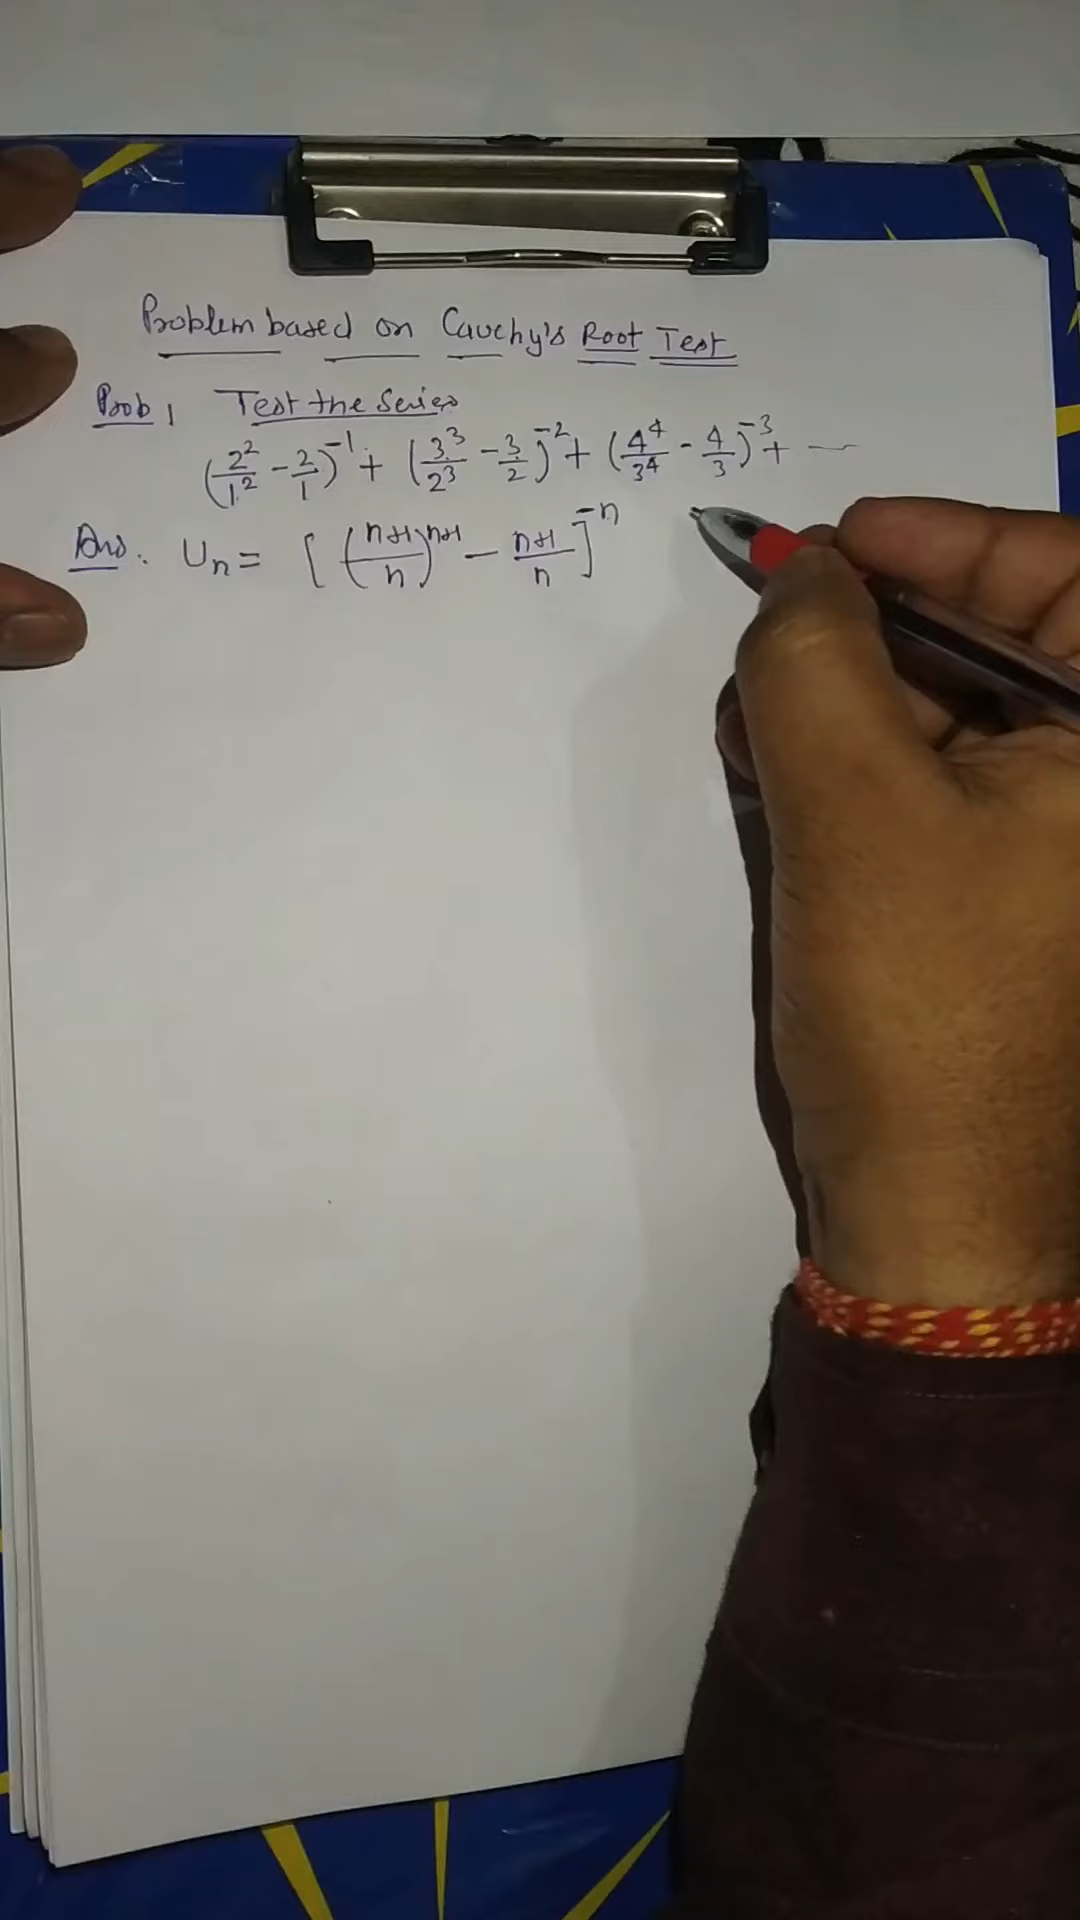 Problem based on Cauchy's Root Test
Prob 1 Test the Series
(2²/1² - 2/1)⁻¹ + (3³/2³ - 3/2)⁻² + (4⁴/3⁴ - 4/3)⁻³ + ---
Ans. Uₙ = [((n+1)/n)ⁿ⁺¹ - (n+1)/n]⁻ⁿ